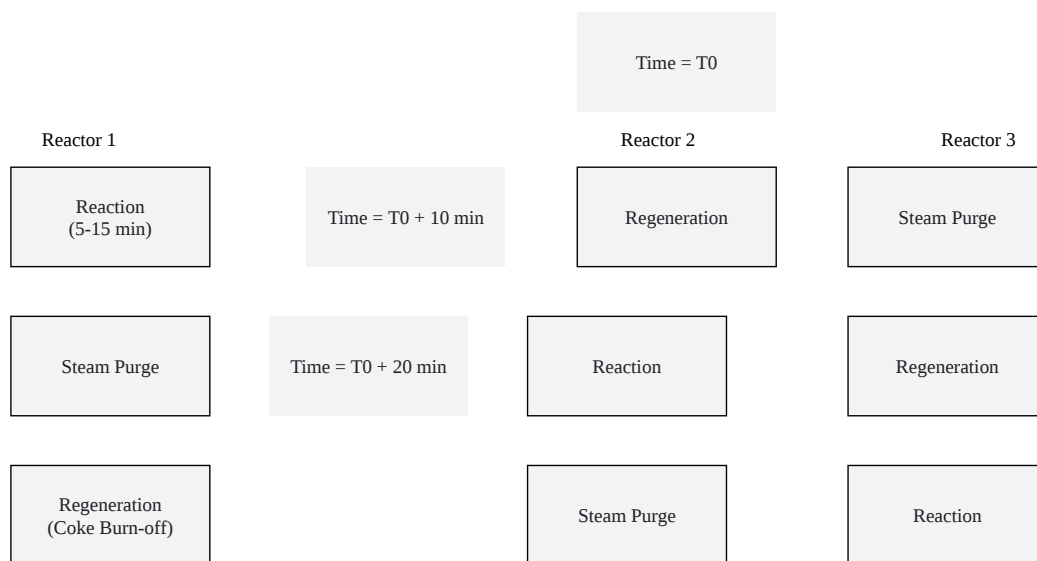 Time = T0
Reactor 1
Reactor 2
Reactor 3
Reaction
(5-15 min)
Time = T0 + 10 min
Regeneration
Steam Purge
Steam Purge
Time = T0 + 20 min
Reaction
Regeneration
Regeneration
(Coke Burn-off)
Steam Purge
Reaction